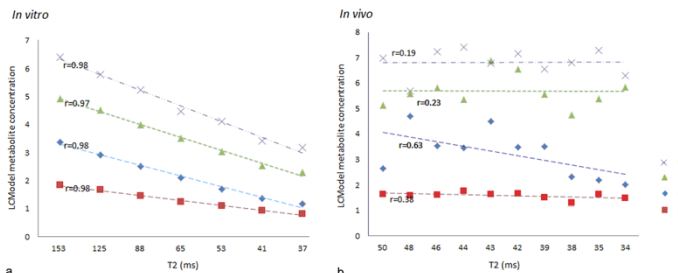 In vitro
In vivo
LCModel metabolite concentration
7
6
5
4
3
2
1
0
r=0.98
r=0.97
r=0.98
r=0.98
153 125 88 65 53 41 37
T2 (ms)
a
LCModel metabolite concentration
8
7
6
5
4
3
2
1
0
r=0.19
r=0.23
r=0.63
r=0.38
50 48 46 44 43 42 39 38 35 34
T2 (ms)
b